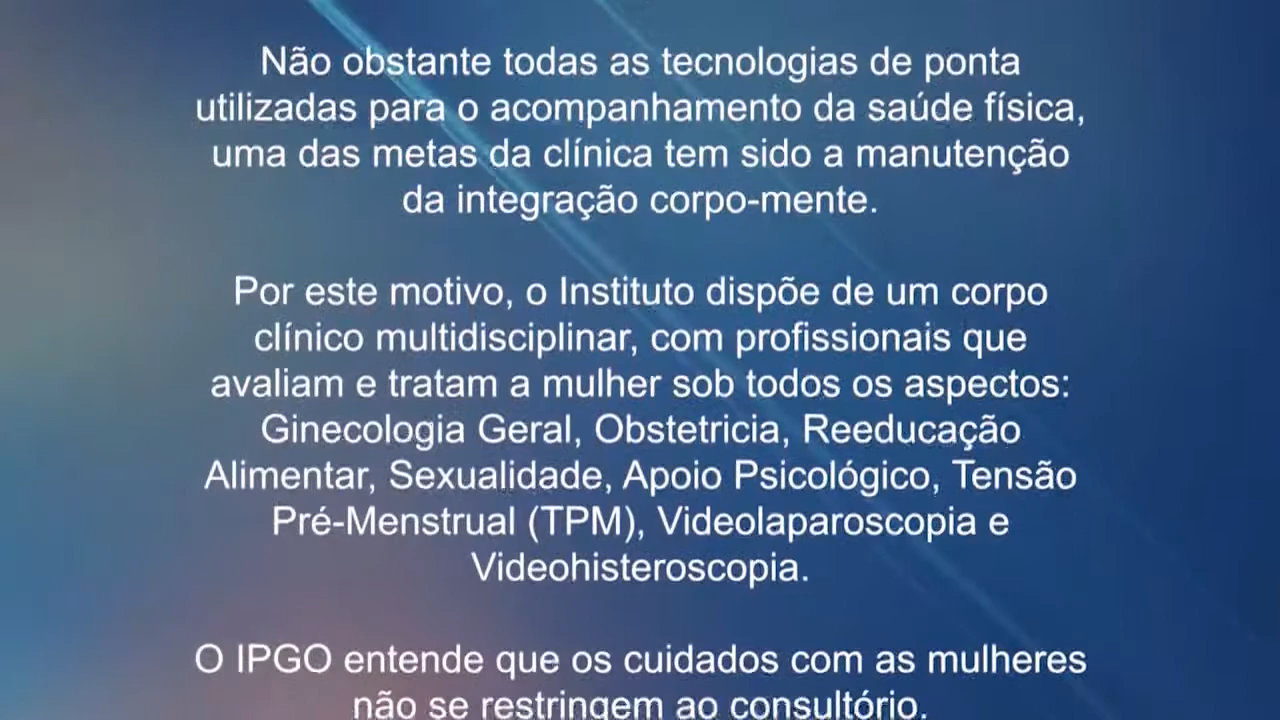 Não obstante todas as tecnologias de ponta
utilizadas para o acompanhamento da saúde física,
uma das metas da clínica tem sido a manutenção
da integração corpo-mente.
Por este motivo, o Instituto dispõe de um corpo
clínico multidisciplinar, com profissionais que
avaliam e tratam a mulher sob todos os aspectos:
Ginecologia Geral, Obstetricia, Reeducação
Alimentar, Sexualidade, Apoio Psicológico, Tensão
Pré-Menstrual (TPM), Videolaparoscopia e
Videohisteroscopia.
O IPGO entende que os cuidados com as mulheres
não se restringem ao consultório.